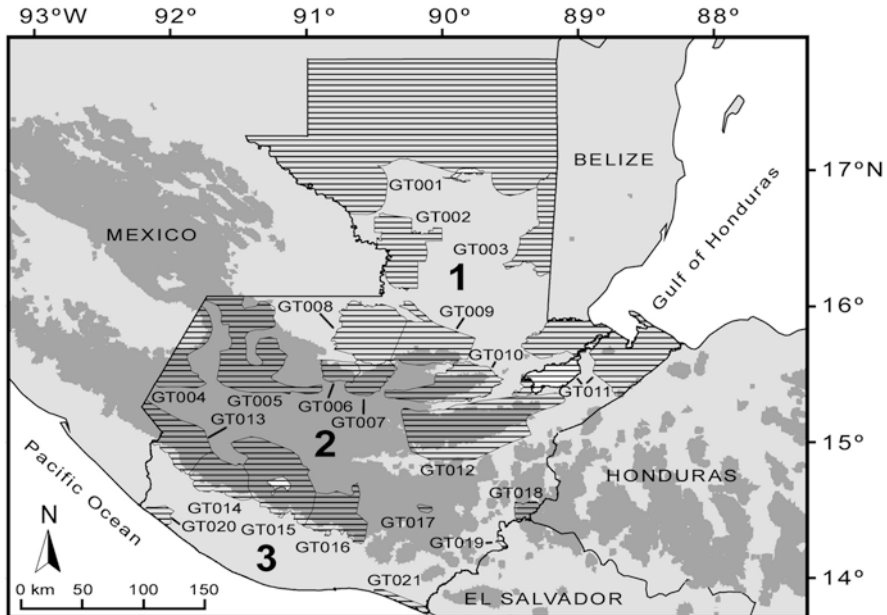 93°W 92° 91° 90° 89° 88°
17°N
16°
15°
14°
BELIZE
MEXICO
Gulf of Honduras
GT001
GT002
GT003
1
GT008
GT009
GT010
GT004
GT005
GT006
GT007
GT011
GT013
2
GT012
HONDURAS
Pacific Ocean
GT014
GT018
GT020
GT015
GT017
GT016
GT019
3
N
GT021
EL SALVADOR
0 km 50 100 150